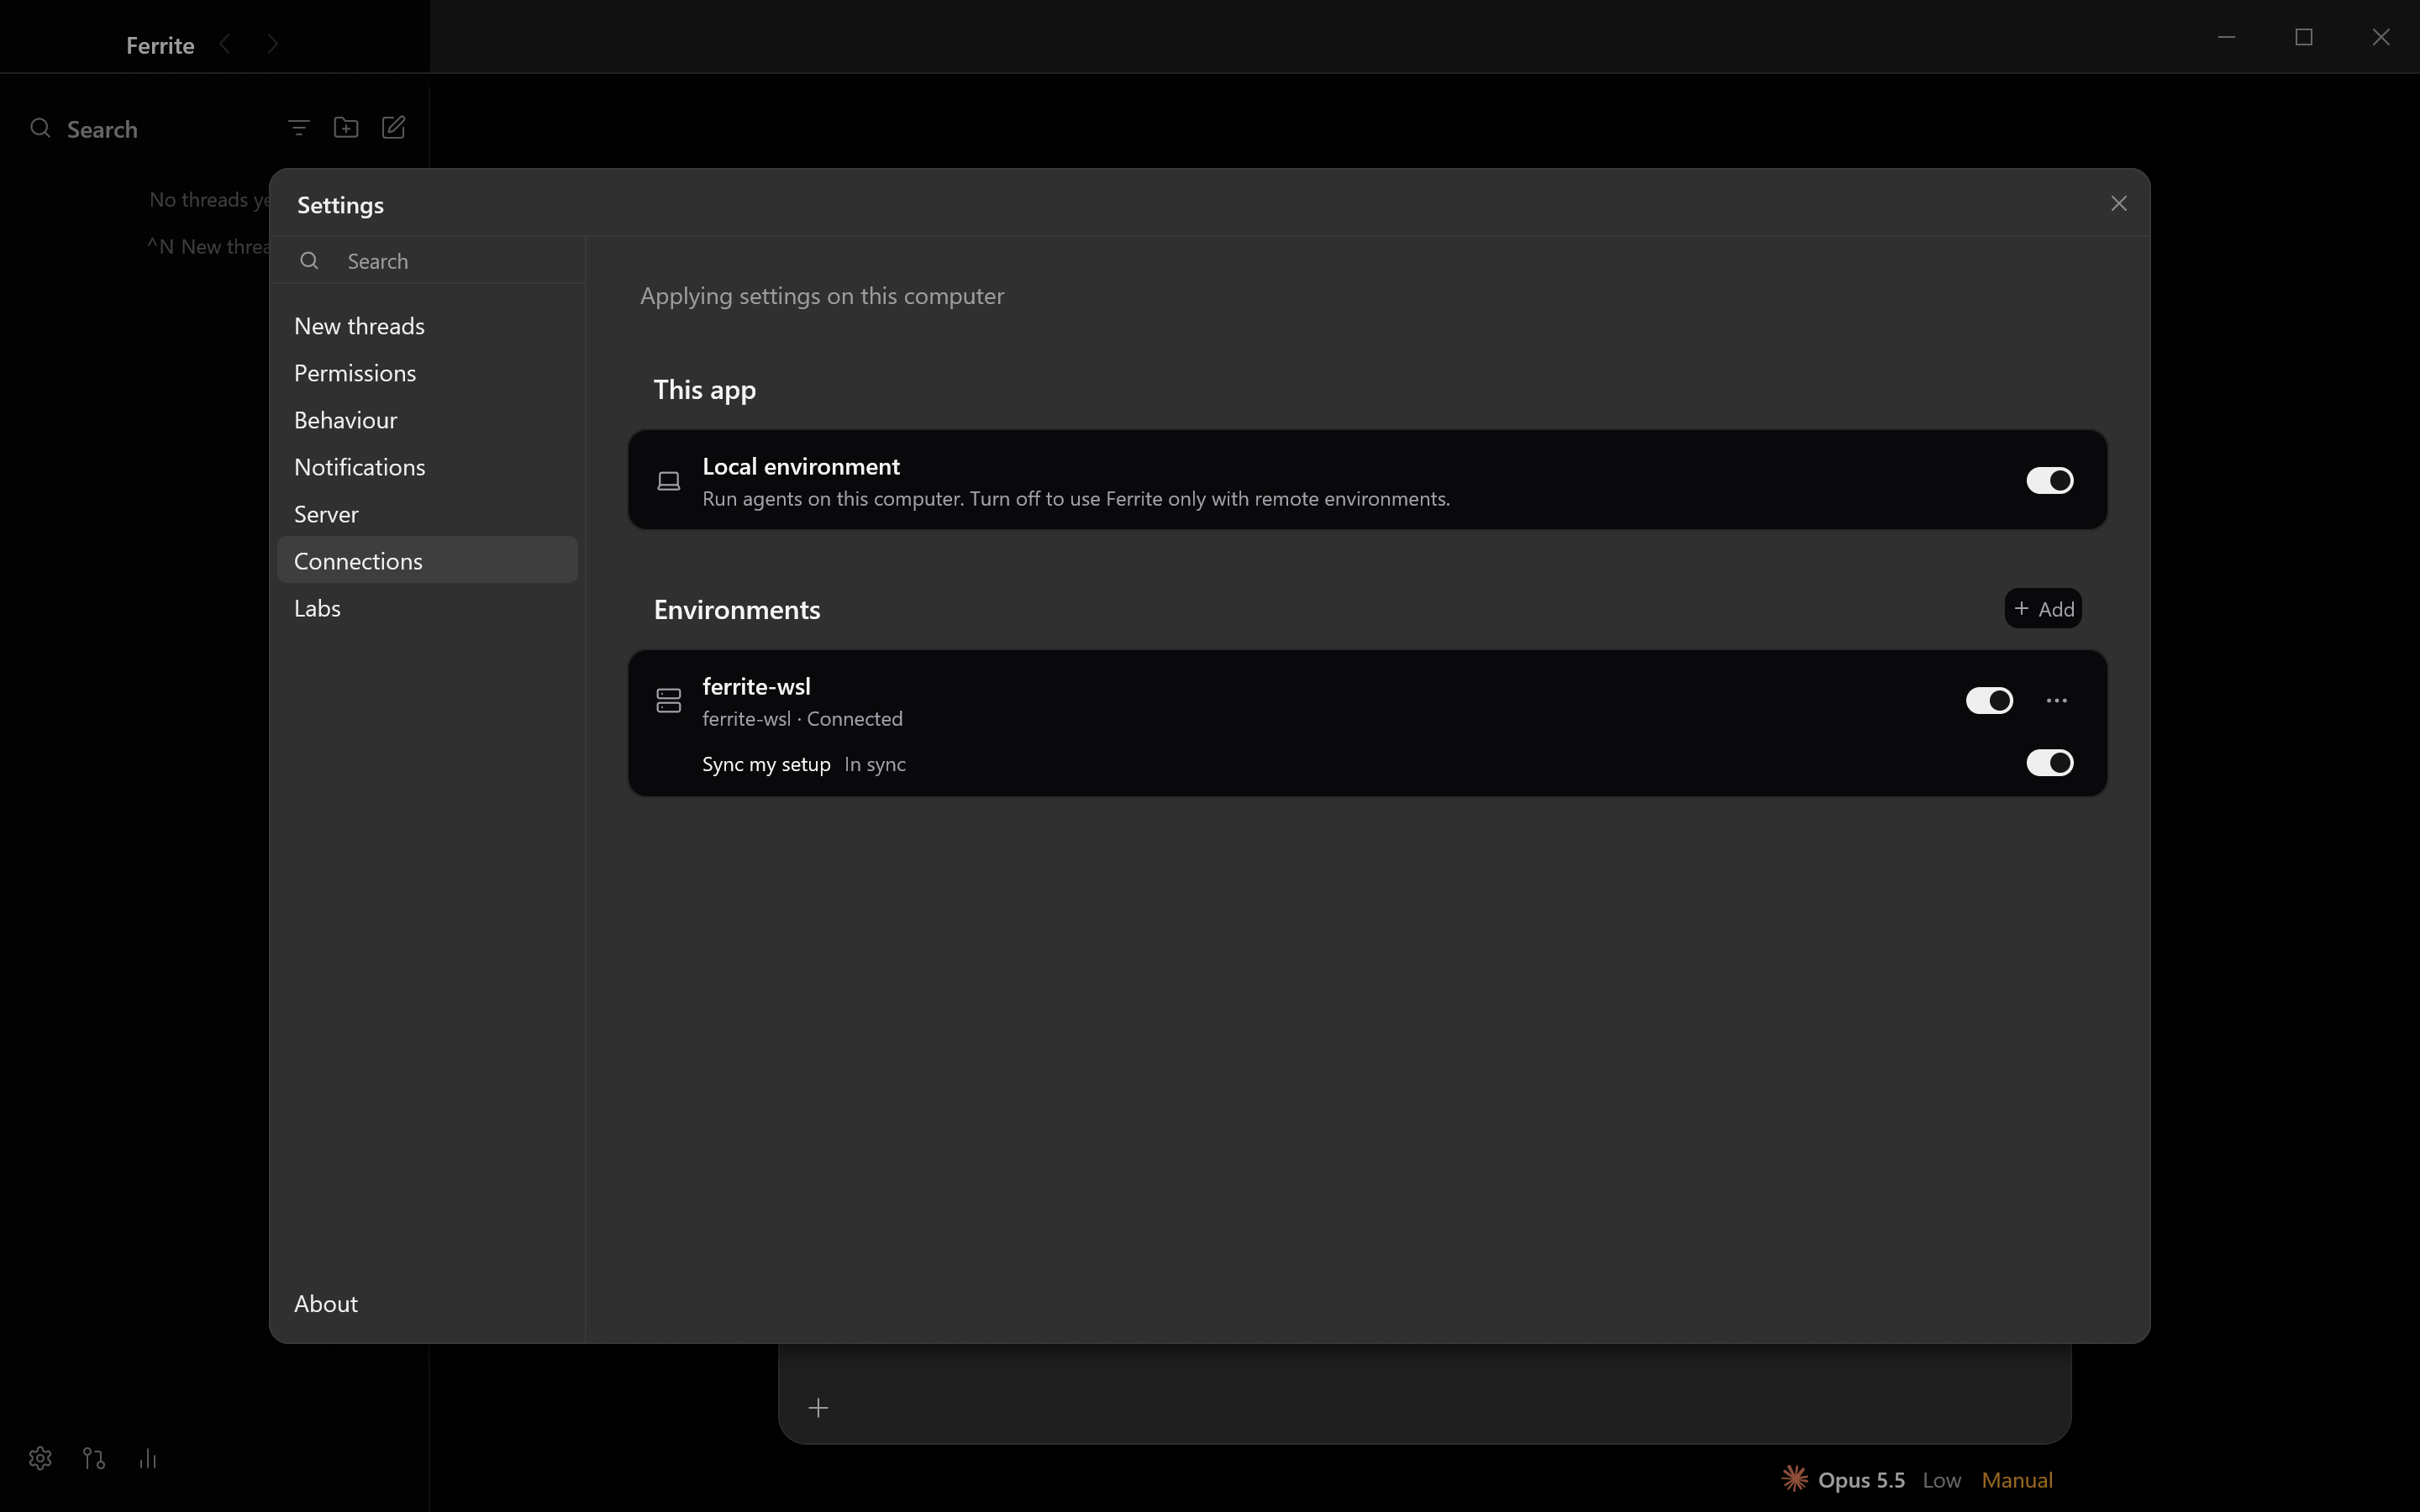 Ferrite
Search
No threads ye
^N New threa
Settings
Search
New threads
Permissions
Behaviour
Notifications
Server
Connections
Labs
About
Applying settings on this computer
This app
Local environment
Run agents on this computer. Turn off to use Ferrite only with remote environments.
Environments
+ Add
ferrite-wsl
ferrite-wsl · Connected
Sync my setup In sync
Opus 5.5 Low Manual